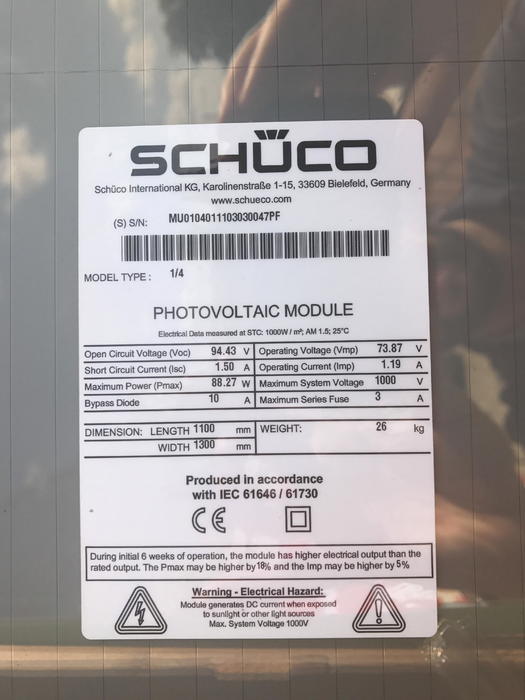 SCHÜCO
Schüco International KG, Karolinenstraße 1-15, 33609 Bielefeld, Germany
www.schueco.com
(S) S/N: MU0104011103030047PF
MODEL TYPE: 1/4
PHOTOVOLTAIC MODULE
Electrical Data measured at STC: 1000W / m²; AM 1.5; 25°C
Open Circuit Voltage (Voc) 94.43 V Operating Voltage (Vmp) 73.87 V
Short Circuit Current (Isc) 1.50 A Operating Current (Imp) 1.19 A
Maximum Power (Pmax) 88.27 W Maximum System Voltage 1000 V
Bypass Diode 10 A Maximum Series Fuse 3 A
DIMENSION: LENGTH 1100 mm WEIGHT: 26 kg
WIDTH 1300 mm
Produced in accordance
with IEC 61646 / 61730
CE
During initial 6 weeks of operation, the module has higher electrical output than the
rated output. The Pmax may be higher by 18% and the Imp may be higher by 5%
Warning - Electrical Hazard:
Module generates DC current when exposed
to sunlight or other light sources
Max. System Voltage 1000V